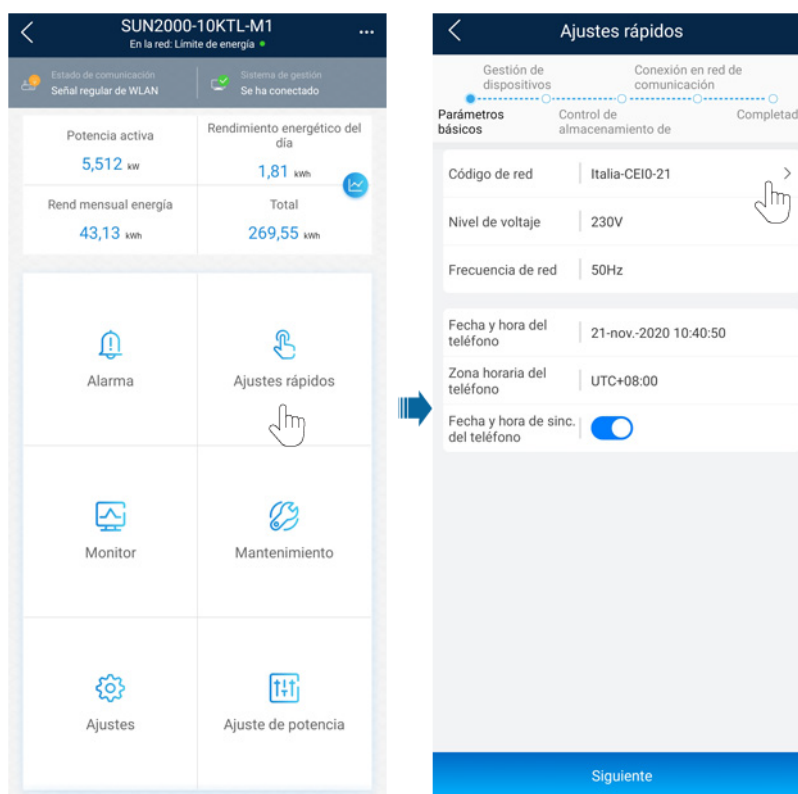 SUN2000-10KTL-M1
En la red: Límite de energía
Estado de comunicación
Señal regular de WLAN
Sistema de gestión
Se ha conectado
Potencia activa
5,512 kW
Rendimiento energético del
día
1,81 kWh
Rend mensual energía
43,13 kWh
Total
269,55 kWh
Alarma
Ajustes rápidos
Monitor
Mantenimiento
Ajustes
Ajuste de potencia
Ajustes rápidos
Gestión de
dispositivos
Conexión en red de
comunicación
Parámetros
básicos
Control de
almacenamiento de
Completad
Código de red
Italia-CEI0-21
Nivel de voltaje
230V
Frecuencia de red
50Hz
Fecha y hora del
teléfono
21-nov.-2020 10:40:50
Zona horaria del
teléfono
UTC+08:00
Fecha y hora de sinc.
del teléfono
Siguiente